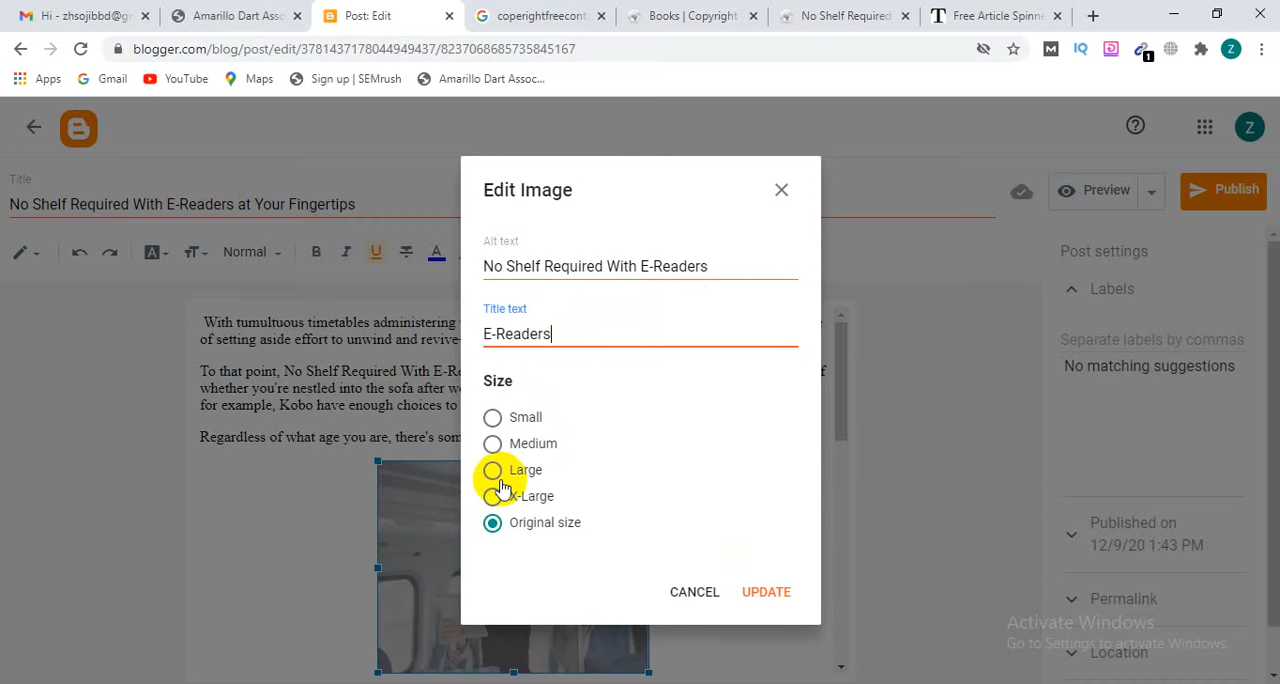 Hi - zhsojibbd@gr
Amarillo Dart Asso
Post: Edit
coperightfreecont
Books | Copyright
No Shelf Required
Free Article Spinne
blogger.com/blog/post/edit/3781437178044949437/8237068685735845167
M
IQ
1
Z
Apps
Gmail
YouTube
Maps
Sign up | SEMrush
Amarillo Dart Assoc...
Z
Title
No Shelf Required With E-Readers at Your Fingertips
Preview
Publish
Normal
B
I
U
A
Post settings
Labels
Separate labels by commas
No matching suggestions
Published on
12/9/20 1:43 PM
Permalink
Location
With tumultuous timetables administering
of setting aside effort to unwind and revive
To that point, No Shelf Required With E-Re
whether you're nestled into the sofa after w
for example, Kobo have enough choices to
Regardless of what age you are, there's som
Edit Image
Alt text
No Shelf Required With E-Readers
Title text
E-Readers
Size
Small
Medium
Large
X-Large
Original size
CANCEL
UPDATE
Activate Windows
Go to Settings to activate Windows.